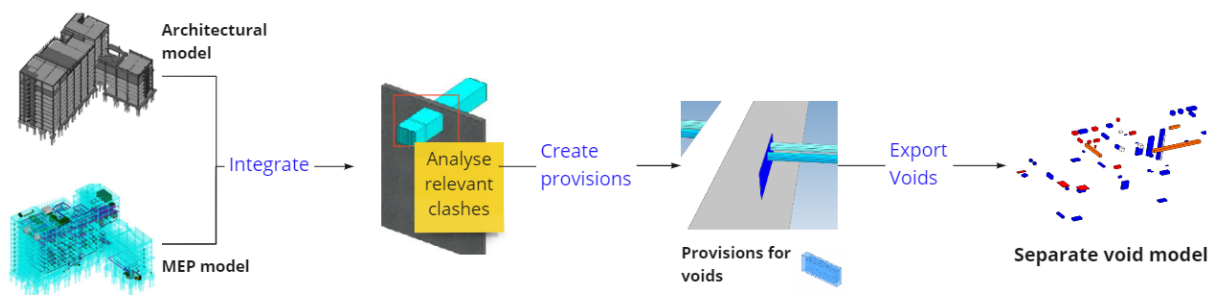 Architectural
model
Integrate
MEP model
Analyse
relevant
clashes
Create
provisions
Provisions for
voids
Export
Voids
Separate void model